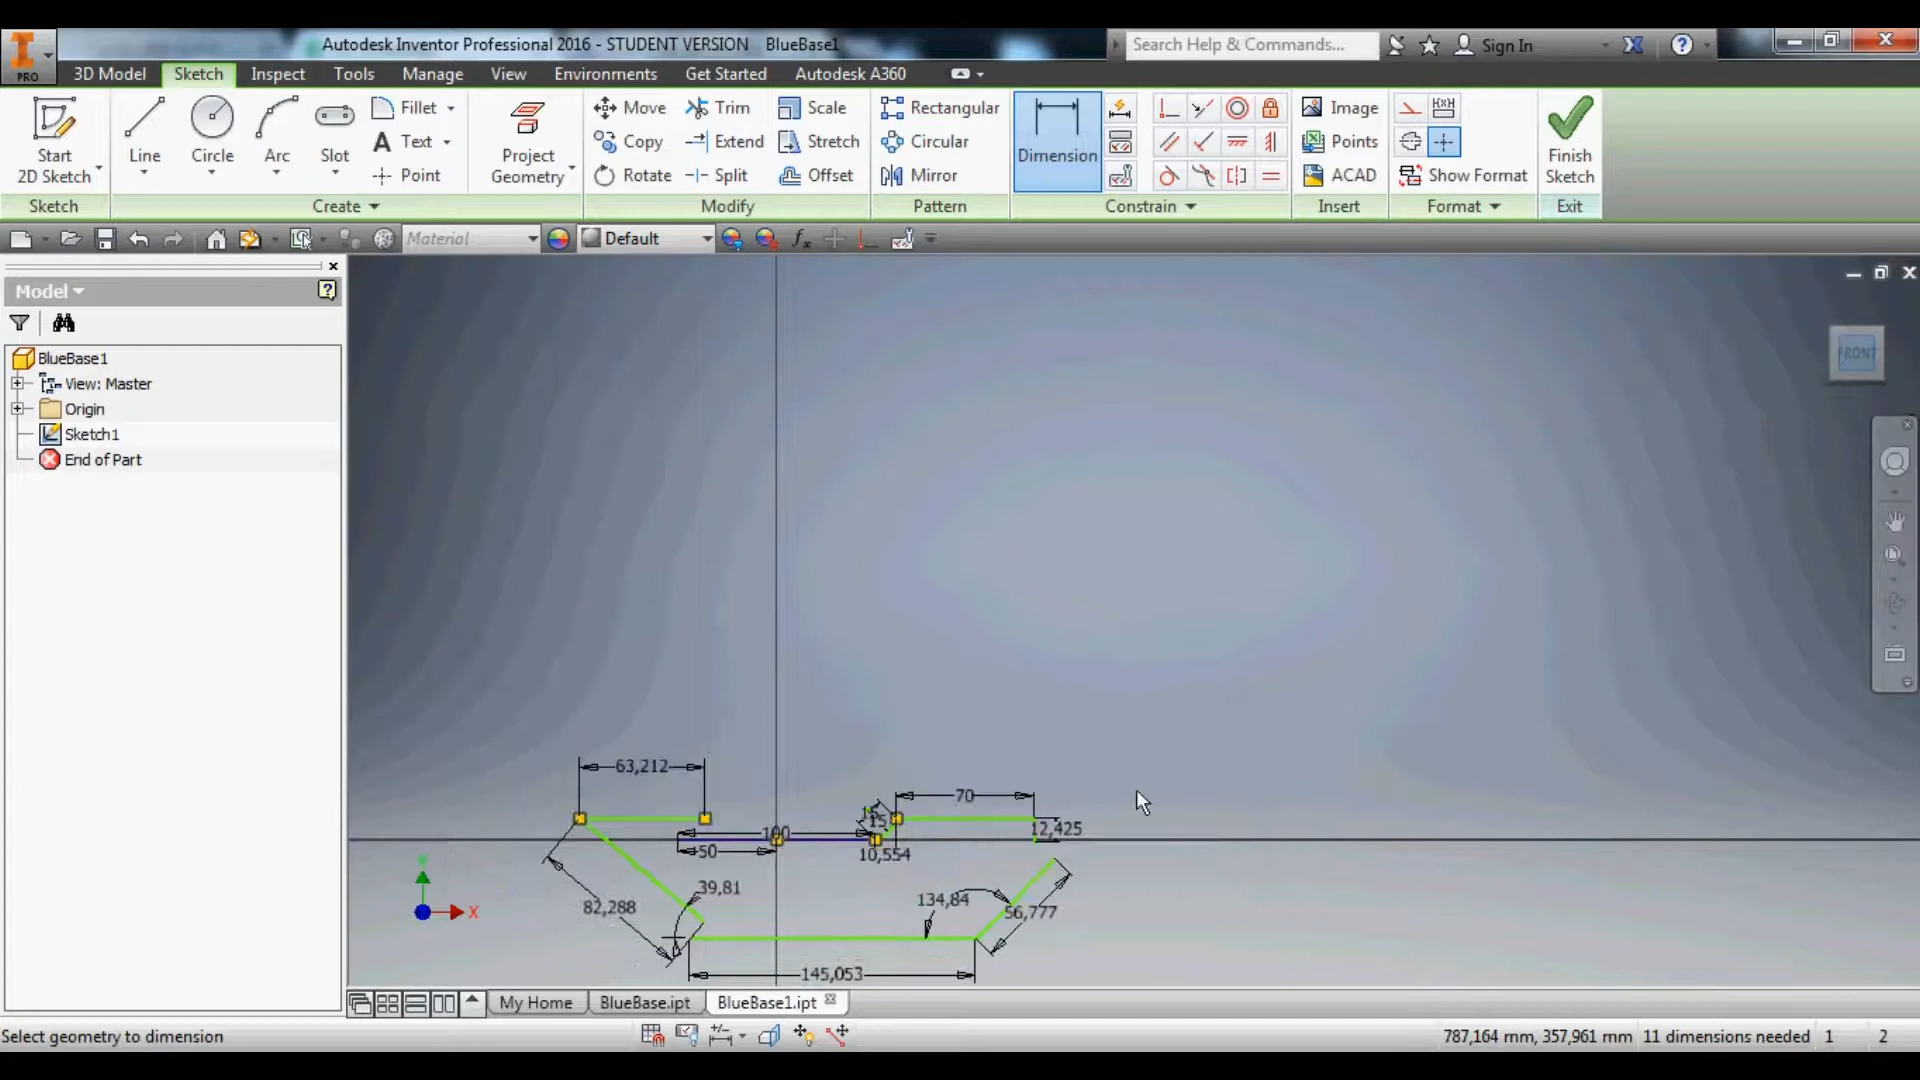 Autodesk Inventor Professional 2016 - STUDENT VERSION BlueBase1
Search Help & Commands...
Sign In
PRO
3D Model Sketch Inspect Tools Manage View Environments Get Started Autodesk A360
Start
2D Sketch
Line
Circle
Arc
Slot
Fillet
Text
Point
Project
Geometry
Move
Copy
Rotate
Trim
Extend
Split
Scale
Stretch
Offset
Rectangular
Circular
Mirror
Dimension
Image
Points
ACAD
Show Format
Finish
Sketch
Sketch Create Modify Pattern Constrain Insert Format Exit
Material
Default
fx
Model
BlueBase1
View: Master
Origin
Sketch1
End of Part
FRONT
63,212
70
15
100
12,425
50
10,554
39,81
82,288
134,84
56,777
145,053
X
My Home BlueBase.ipt BlueBase1.ipt
Select geometry to dimension
787,164 mm, 357,961 mm 11 dimensions needed 1 2